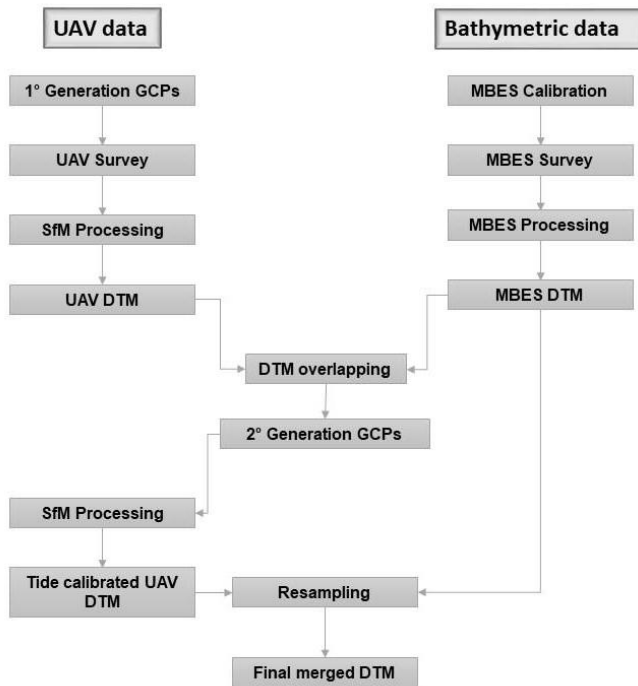 UAV data
Bathymetric data
1° Generation GCPs
MBES Calibration
UAV Survey
MBES Survey
SfM Processing
MBES Processing
UAV DTM
MBES DTM
DTM overlapping
2° Generation GCPs
SfM Processing
Tide calibrated UAV
DTM
Resampling
Final merged DTM